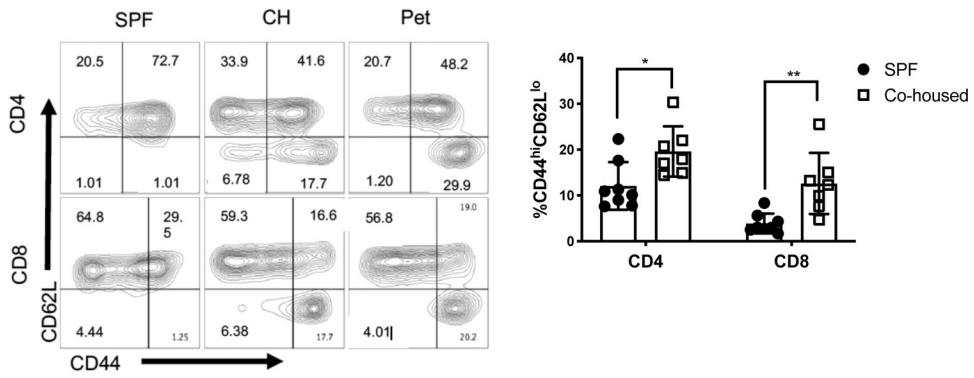 SPF CH Pet
CD4
20.5 72.7 33.9 41.6 20.7 48.2
1.01 1.01 6.78 17.7 1.20 29.9
CD8
64.8 29. 59.3 16.6 56.8 19.0
5
4.44 1.25 6.38 17.7 4.01
20.2
CD62L
CD44
%CD44hiCD62Llo
40
30
20
10
0
* **
CD4 CD8
SPF
Co-housed